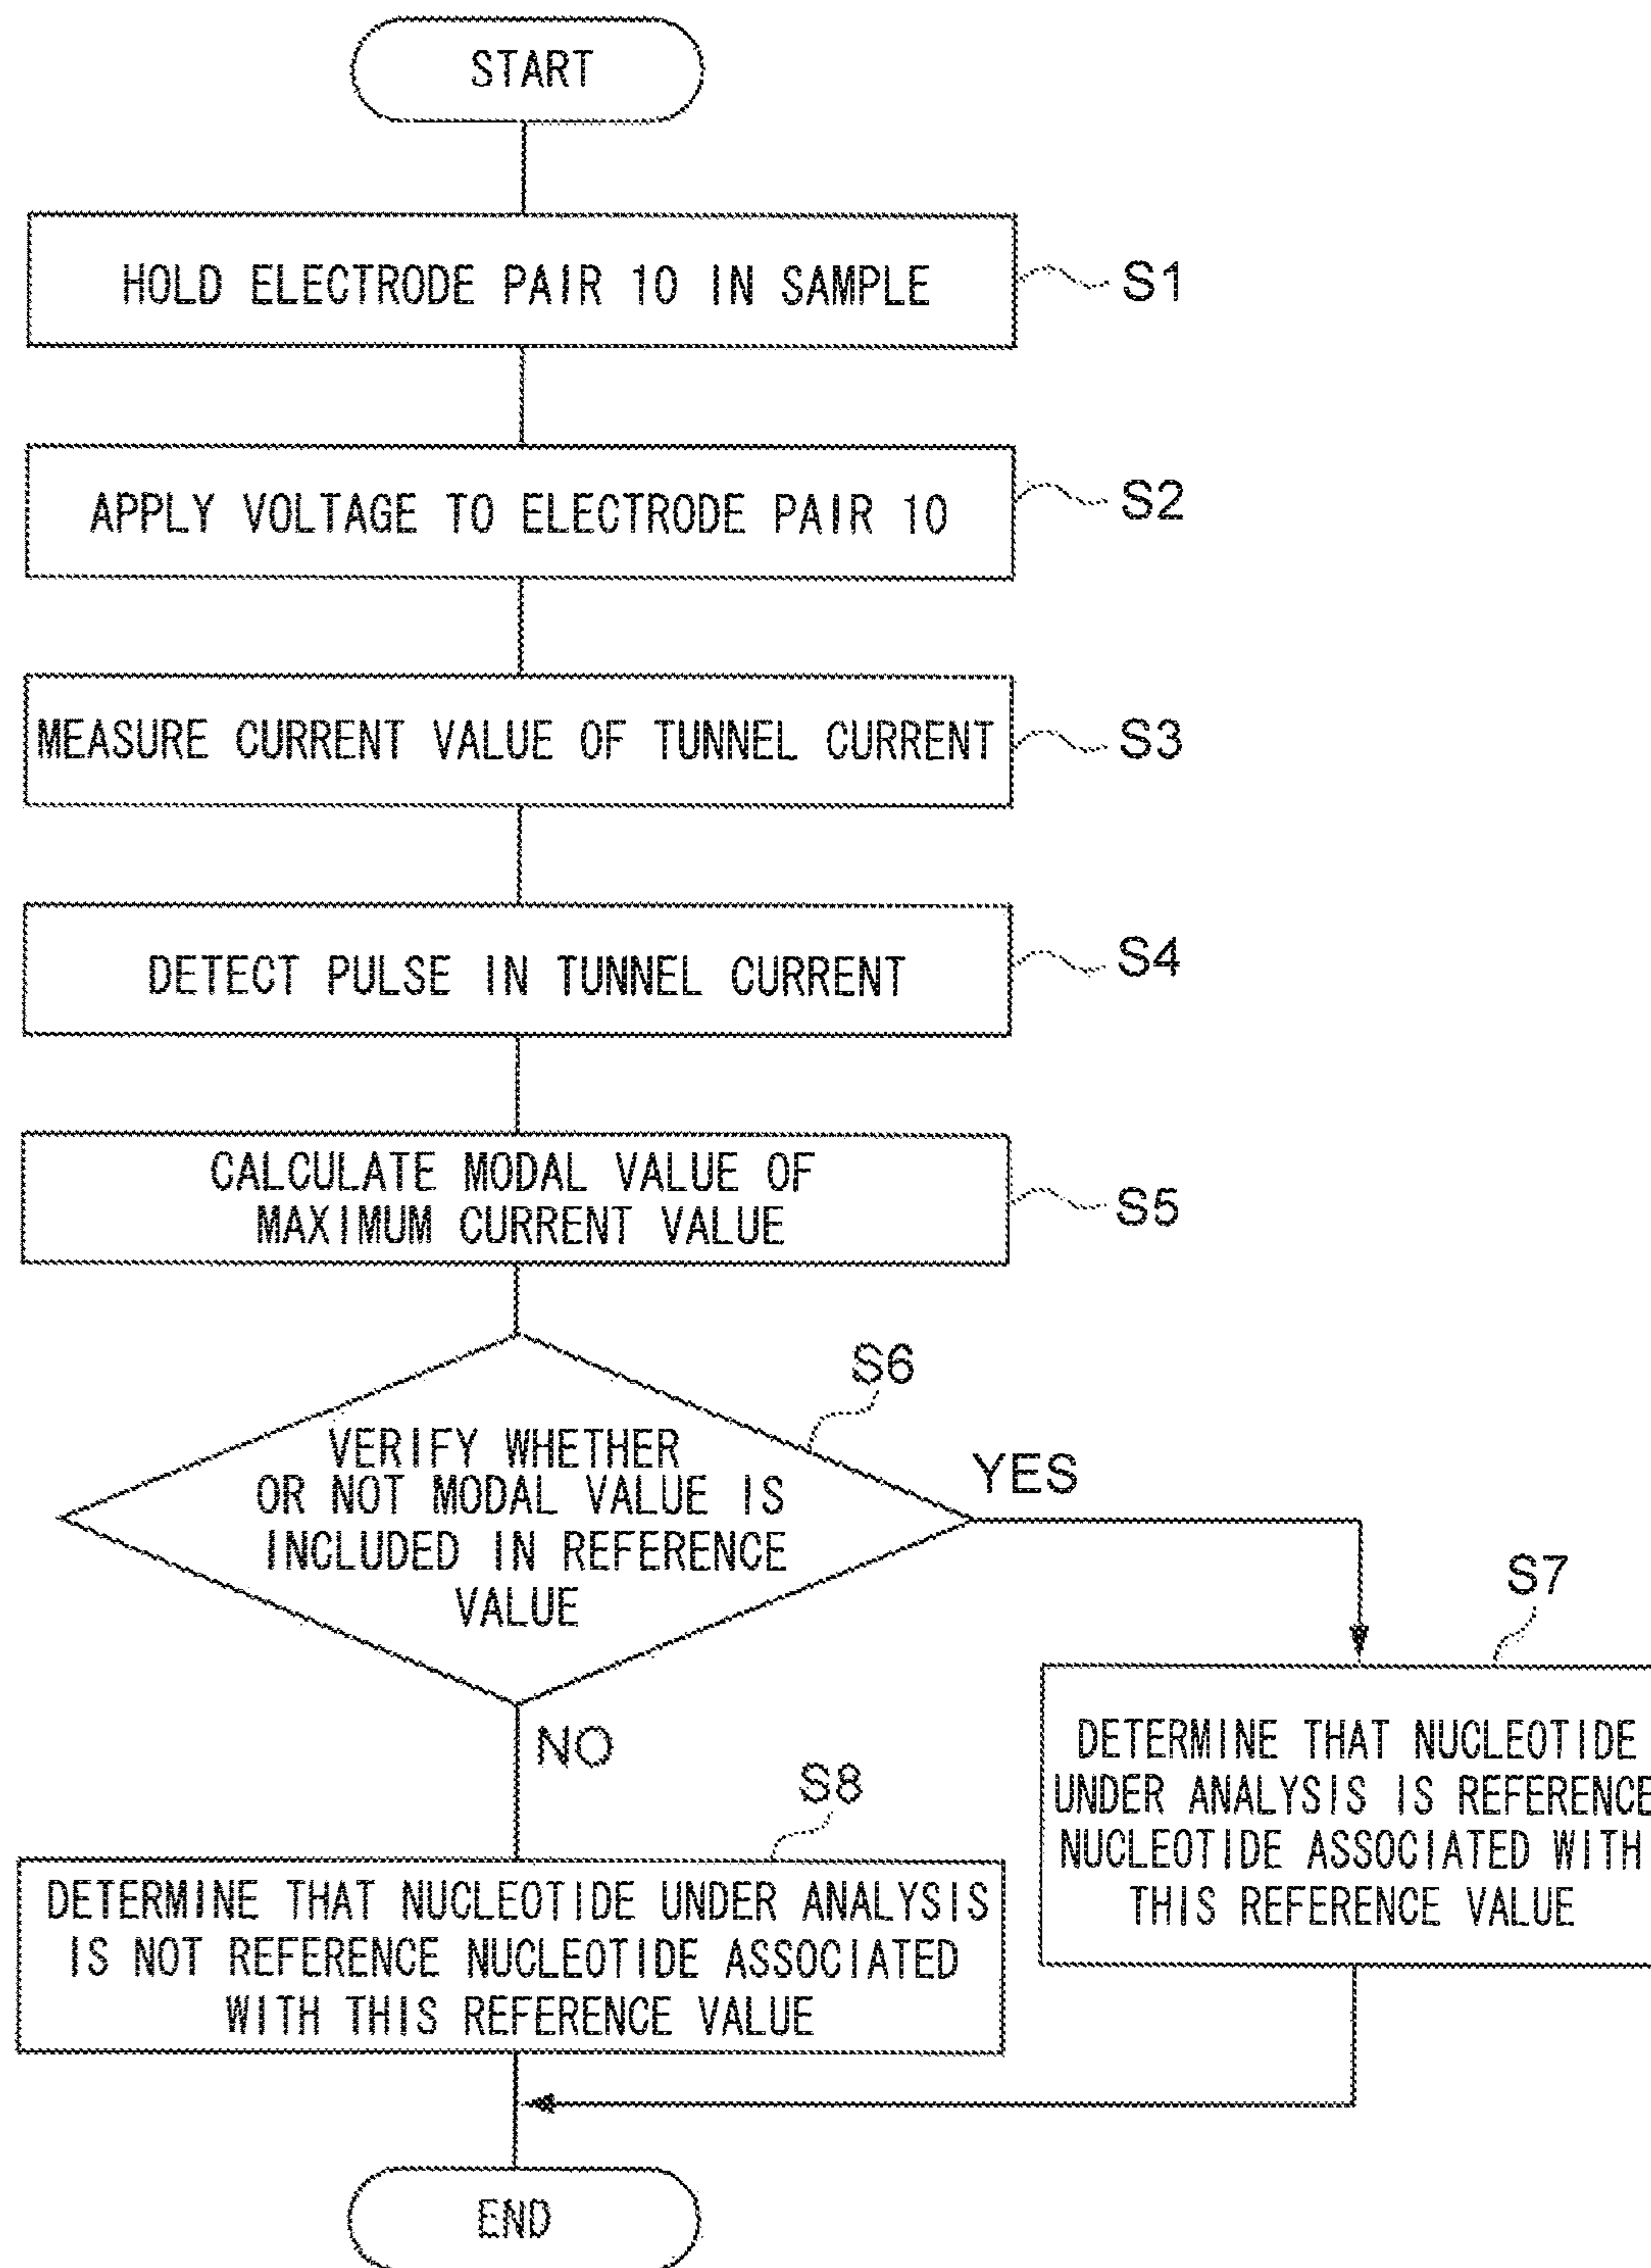 START
HOLD ELECTRODE PAIR 10 IN SAMPLE
S1
APPLY VOLTAGE TO ELECTRODE PAIR 10
S2
MEASURE CURRENT VALUE OF TUNNEL CURRENT
S3
DETECT PULSE IN TUNNEL CURRENT
S4
CALCULATE MODAL VALUE OF
MAXIMUM CURRENT VALUE
S5
S6
VERIFY WHETHER
OR NOT MODAL VALUE IS
INCLUDED IN REFERENCE
VALUE
YES
S7
DETERMINE THAT NUCLEOTIDE
UNDER ANALYSIS IS REFERENCE
NUCLEOTIDE ASSOCIATED WITH
THIS REFERENCE VALUE
NO
S8
DETERMINE THAT NUCLEOTIDE UNDER ANALYSIS
IS NOT REFERENCE NUCLEOTIDE ASSOCIATED
WITH THIS REFERENCE VALUE
END